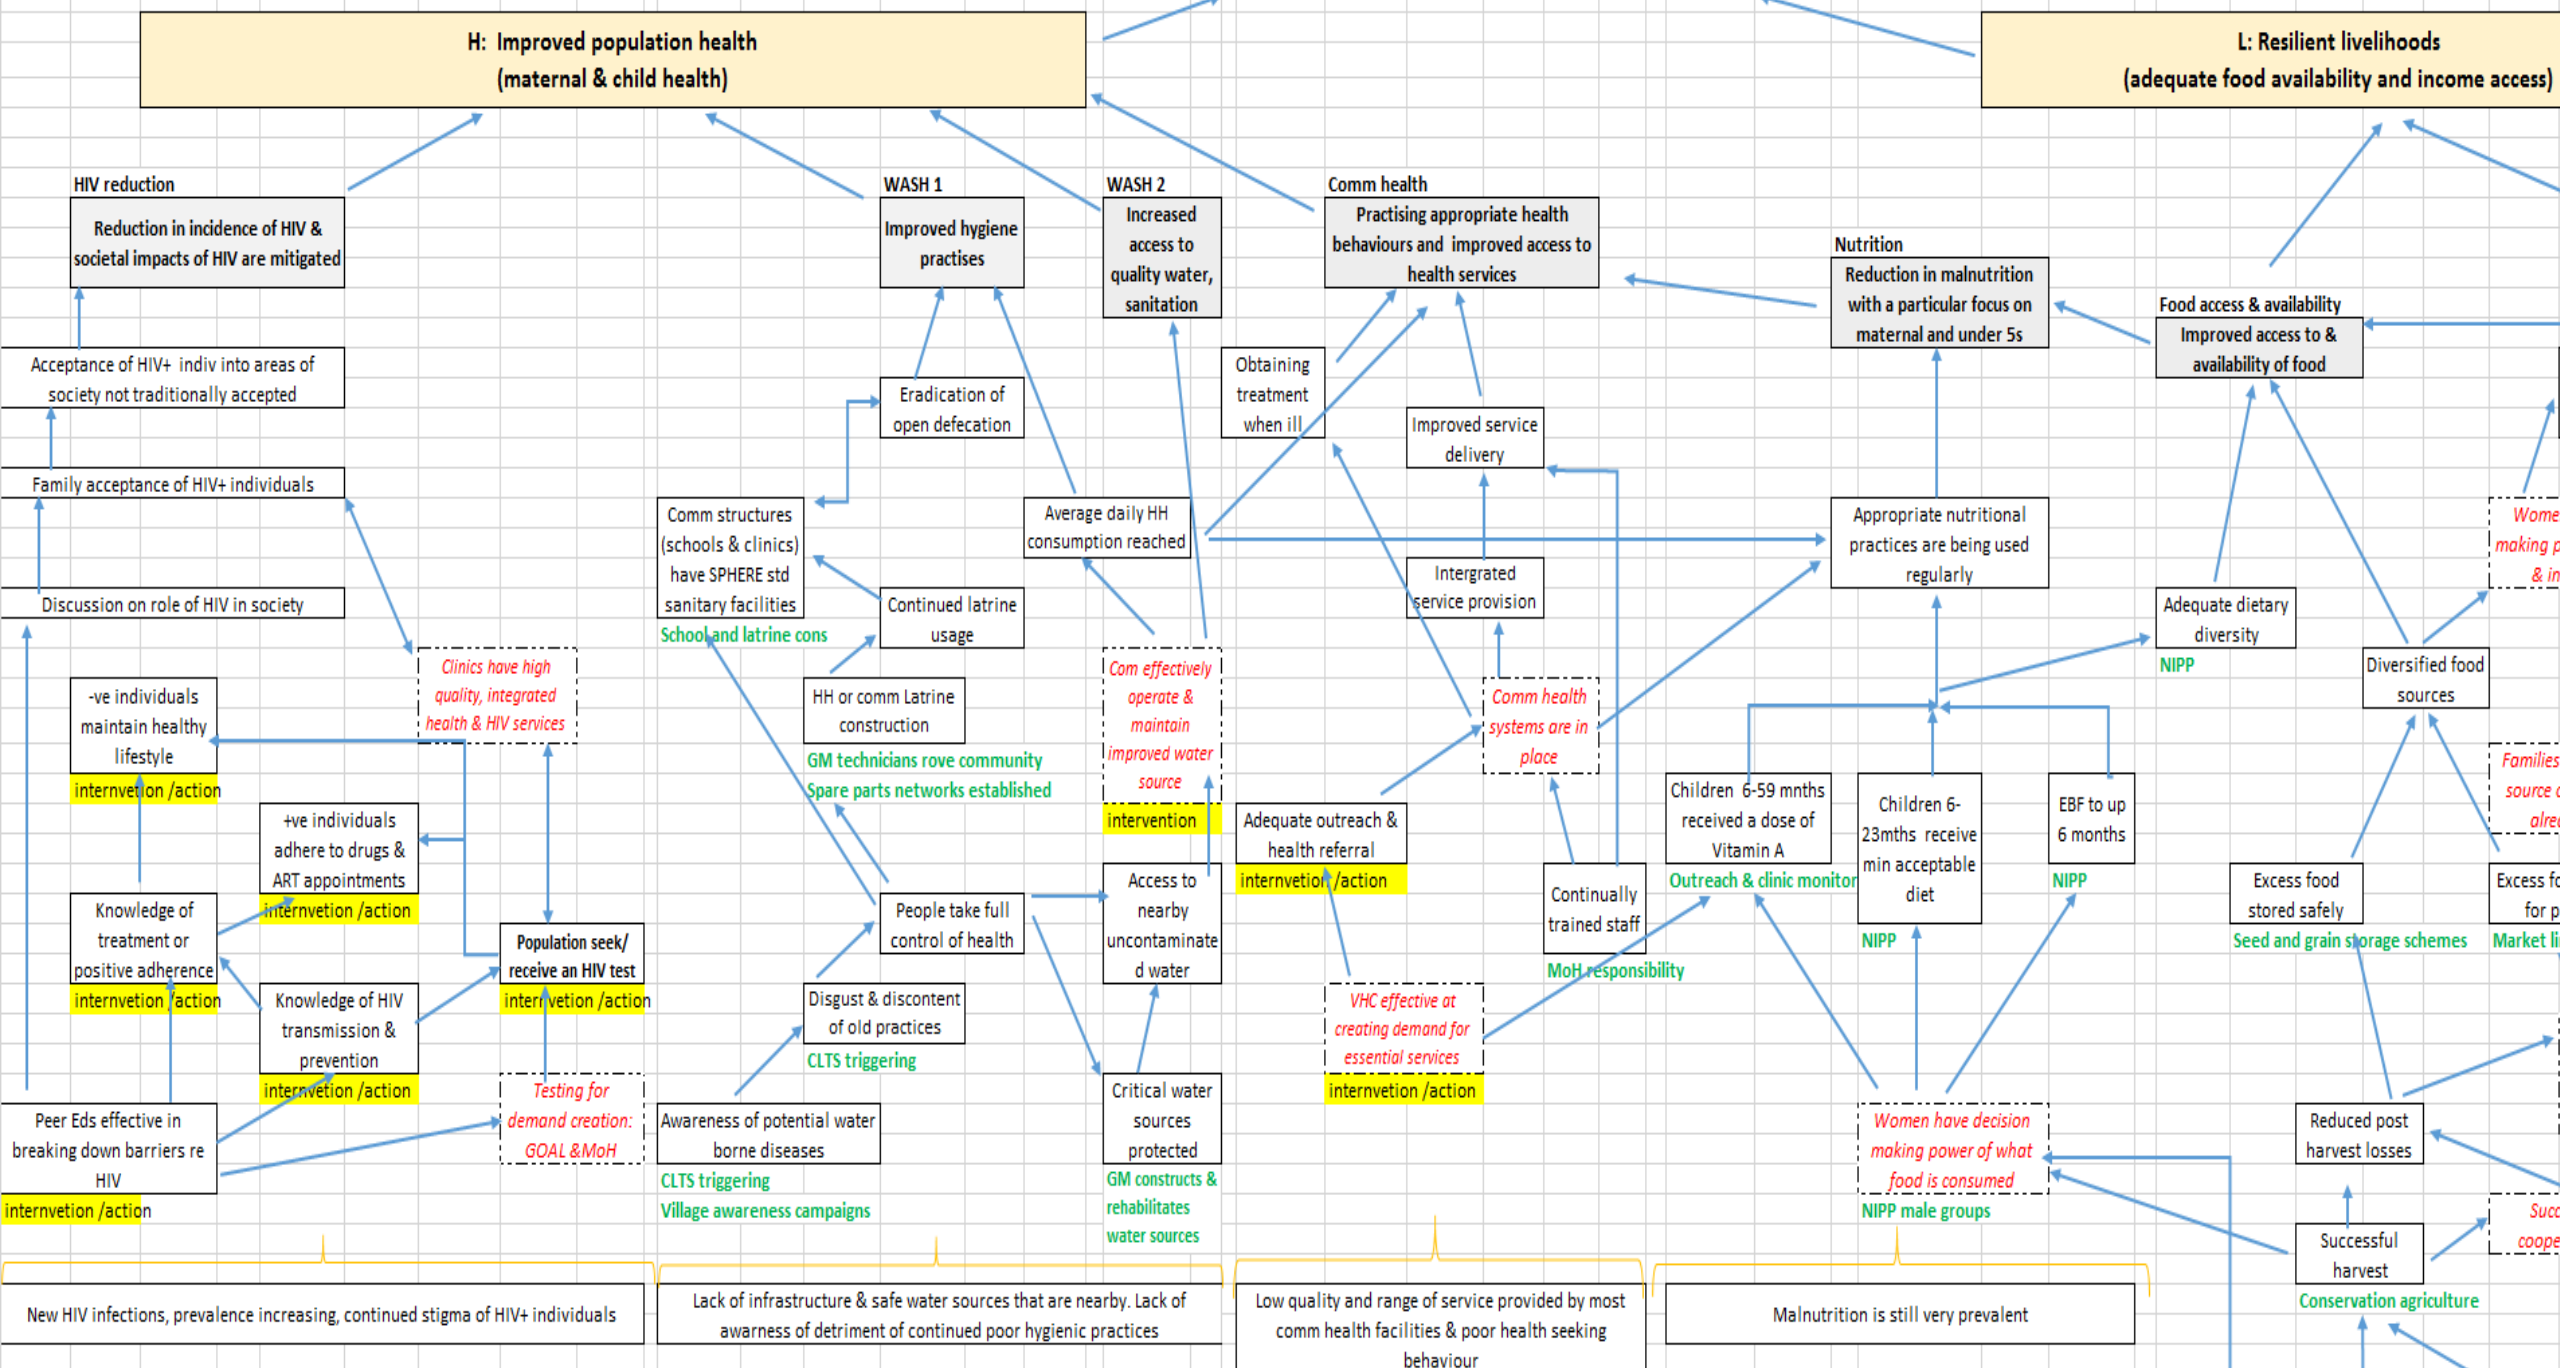 H: Improved population health
(maternal & child health)
L: Resilient livelihoods
(adequate food availability and income access)
HIV reduction
Reduction in incidence of HIV &
societal impacts of HIV are mitigated
Acceptance of HIV+ indiv into areas of
society not traditionally accepted
Family acceptance of HIV+ individuals
Discussion on role of HIV in society
Clinics have high
quality, integrated
health & HIV services
-ve individuals
maintain healthy
lifestyle
internvetion /action
+ve individuals
adhere to drugs &
ART appointments
internvetion /action
Knowledge of
treatment or
positive adherence
internvetion /action
Population seek/
receive an HIV test
internvetion /action
Knowledge of HIV
transmission &
prevention
internvetion /action
Testing for
demand creation:
GOAL &MoH
Peer Eds effective in
breaking down barriers re
HIV
internvetion /action
New HIV infections, prevalence increasing, continued stigma of HIV+ individuals
WASH 1
Improved hygiene
practises
WASH 2
Increased
access to
quality water,
sanitation
Eradication of
open defecation
Comm structures
(schools & clinics)
have SPHERE std
sanitary facilities
School and latrine cons
Average daily HH
consumption reached
Continued latrine
usage
HH or comm Latrine
construction
GM technicians rove community
Spare parts networks established
Com effectively
operate &
maintain
improved water
source
intervention
People take full
control of health
Access to
nearby
uncontaminate
d water
Disgust & discontent
of old practices
CLTS triggering
Awareness of potential water
borne diseases
CLTS triggering
Village awareness campaigns
Critical water
sources
protected
GM constructs &
rehabilitates
water sources
Lack of infrastructure & safe water sources that are nearby. Lack of
awarness of detriment of continued poor hygienic practices
Comm health
Practising appropriate health
behaviours and improved access to
health services
Obtaining
treatment
when ill
Improved service
delivery
Intergrated
service provision
Comm health
systems are in
place
Adequate outreach &
health referral
internvetion /action
Continually
trained staff
MoH responsibility
VHC effective at
creating demand for
essential services
internvetion /action
Low quality and range of service provided by most
comm health facilities & poor health seeking
behaviour
Nutrition
Reduction in malnutrition
with a particular focus on
maternal and under 5s
Appropriate nutritional
practices are being used
regularly
Children 6-59 mnths
received a dose of
Vitamin A
Outreach & clinic monitor
Children 6-
23mths receive
min acceptable
diet
NIPP
EBF to up
6 months
NIPP
Women have decision
making power of what
food is consumed
NIPP male groups
Malnutrition is still very prevalent
Food access & availability
Improved access to &
availability of food
Adequate dietary
diversity
NIPP
Diversified food
sources
Wome
making p
& in
Families
source
alre
Excess food
stored safely
Seed and grain storage schemes
Excess fo
for p
Market li
Reduced post
harvest losses
Successful
harvest
Conservation agriculture
Succ
coope